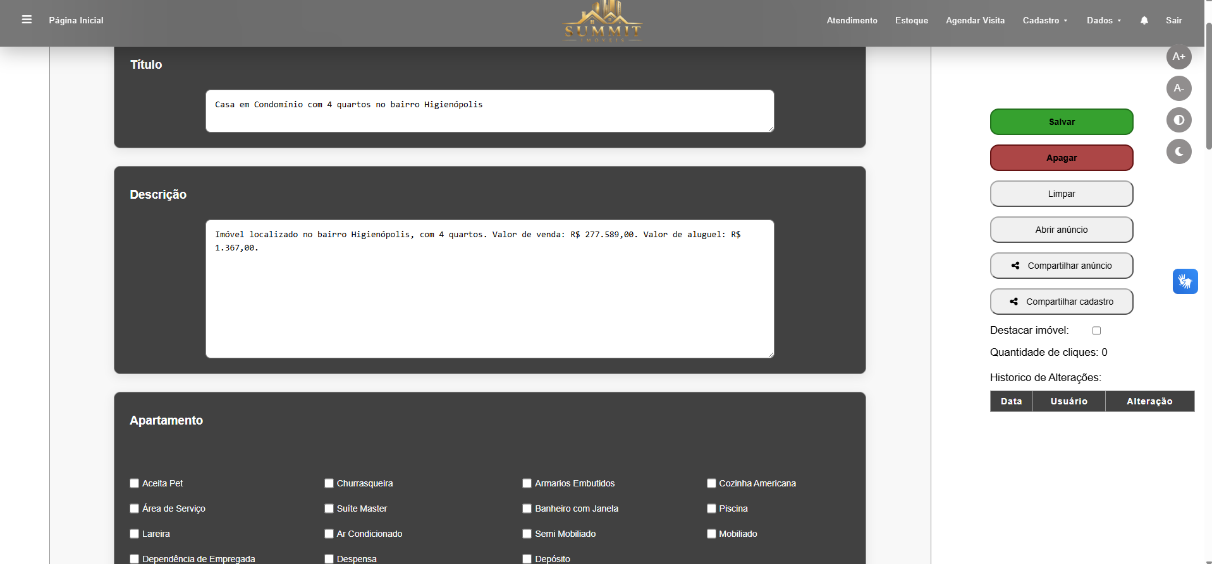 Página Inicial
SUMMIT
Atendimento
Estoque
Agendar Visita
Cadastro
Dados
Sair
A+
A-
Título
Casa em Condomínio com 4 quartos no bairro Higienópolis
Descrição
Imóvel localizado no bairro Higienópolis, com 4 quartos. Valor de venda: R$ 277.589,00. Valor de aluguel: R$
1.367,00.
Apartamento
Aceita Pet
Churrasqueira
Armarios Embutidos
Cozinha Americana
Área de Serviço
Suíte Master
Banheiro com Janela
Piscina
Lareira
Ar Condicionado
Semi Mobiliado
Mobiliado
Dependência de Empregada
Despensa
Depósito
Salvar
Apagar
Limpar
Abrir anúncio
Compartilhar anúncio
Compartilhar cadastro
Destacar imóvel:
Quantidade de cliques: 0
Historico de Alterações:
Data Usuário Alteração